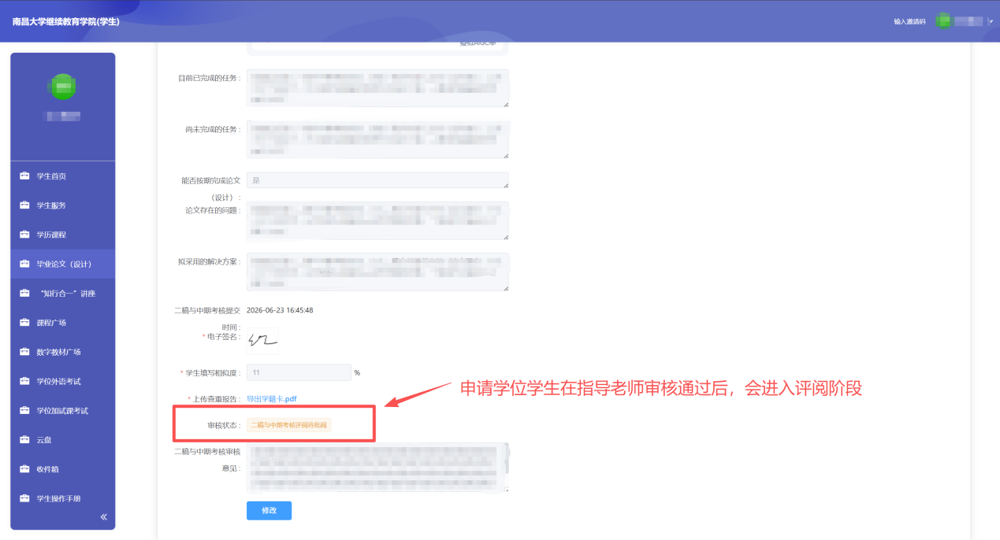 南昌大学继续教育学院(学生)
输入邀请码
疑似AIGC率
目前已完成的任务：
尚未完成的任务：
能否按期完成论文
是
（设计）：
论文存在的问题：
拟采用的解决方案：
二稿与中期考核提交
2026-06-23 16:45:48
时间：
* 电子签名：
* 学生填写相似度：
11
%
* 上传查重报告：
导出学籍卡.pdf
审核状态：
二稿与中期考核评阅待批阅
申请学位学生在指导老师审核通过后，会进入评阅阶段
二稿与中期考核审核
意见：
修改
学生首页
学生服务
学历课程
毕业论文（设计）
“知行合一”讲座
课程广场
数字教材广场
学位外语考试
学位加试课考试
云盘
收件箱
学生操作手册